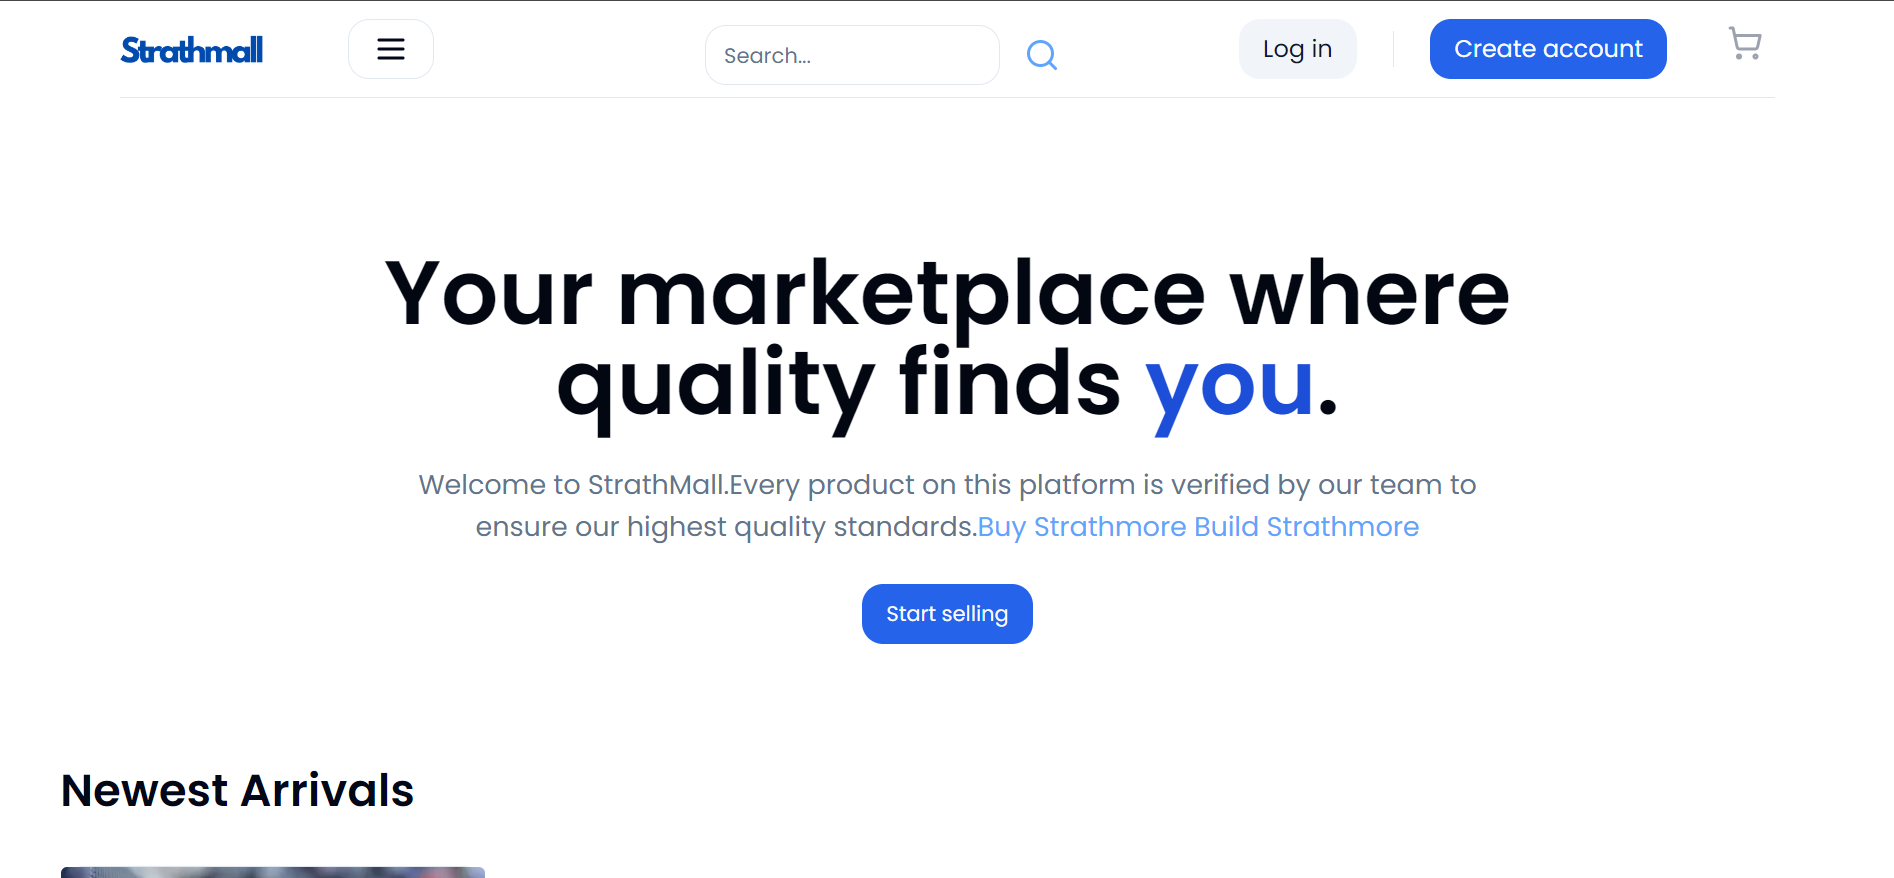 Strathmall
Search...
Log in
Create account
Your marketplace where
quality finds you.
Welcome to StrathMall.Every product on this platform is verified by our team to
ensure our highest quality standards.Buy Strathmore Build Strathmore
Start selling
Newest Arrivals